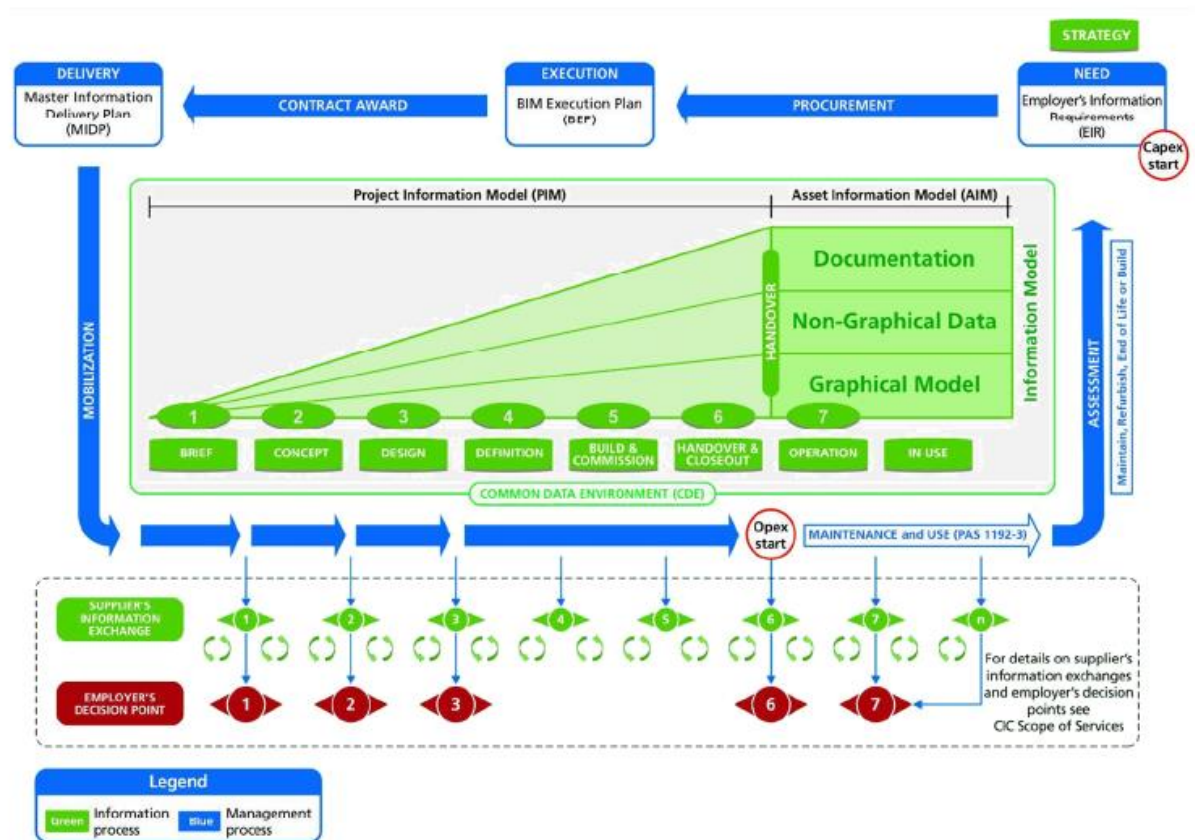 STRATEGY
DELIVERY
Master Information
Delivery Plan
(MIDP)
CONTRACT AWARD
EXECUTION
BIM Execution Plan
(BEP)
PROCUREMENT
NEED
Employer's Information
Requirements
(EIR)
Capex
start
Project Information Model (PIM)
Asset Information Model (AIM)
Documentation
Non-Graphical Data
Graphical Model
HANDOVER
Information Model
MOBILIZATION
ASSESSMENT
Maintain, Refurbish, End of Life or Build
1
2
3
4
5
6
7
BRIEF
CONCEPT
DESIGN
DEFINITION
BUILD &
COMMISSION
HANDOVER &
CLOSEOUT
OPERATION
IN USE
COMMON DATA ENVIRONMENT (CDE)
Opex
start
MAINTENANCE and USE (PAS 1192-3)
SUPPLIER'S
INFORMATION
EXCHANGE
1
2
3
4
5
6
7
n
For details on supplier's
information exchanges
and employer's decision
points see
CIC Scope of Services
EMPLOYER'S
DECISION POINT
1
2
3
6
7
Legend
Green
Information
process
Blue
Management
process